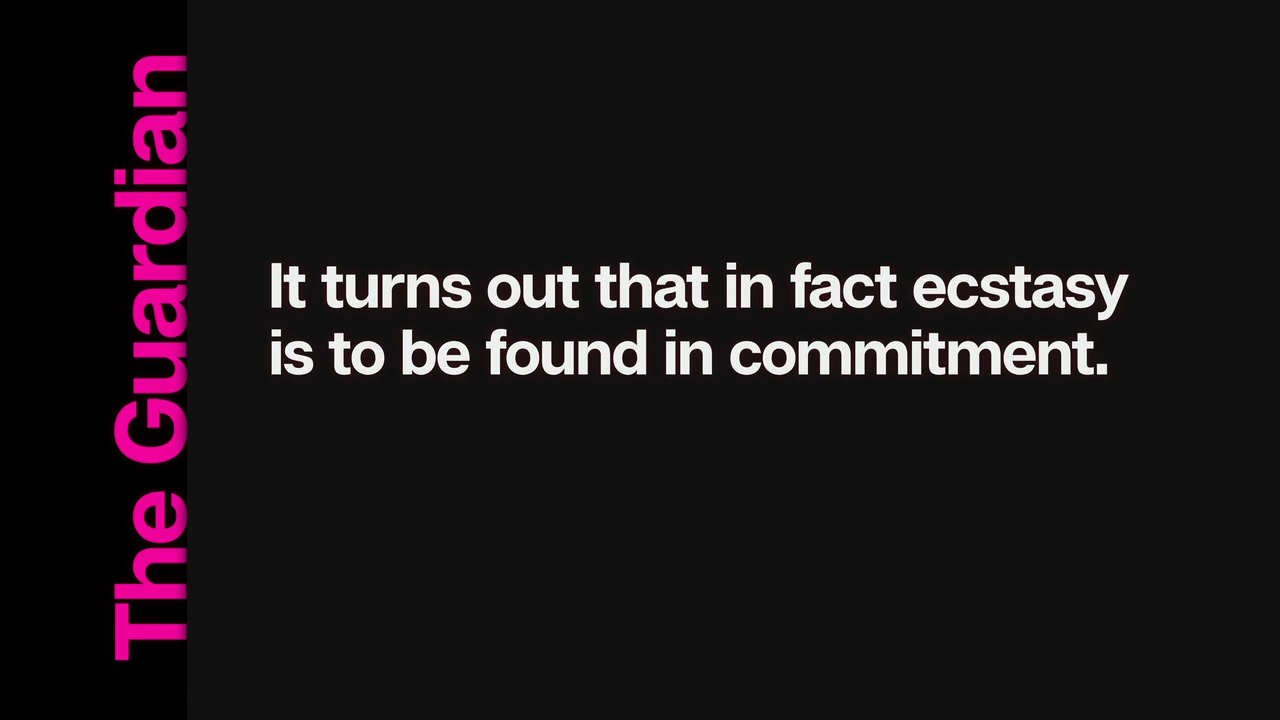 The Guardian
It turns out that in fact ecstasy
is to be found in commitment.